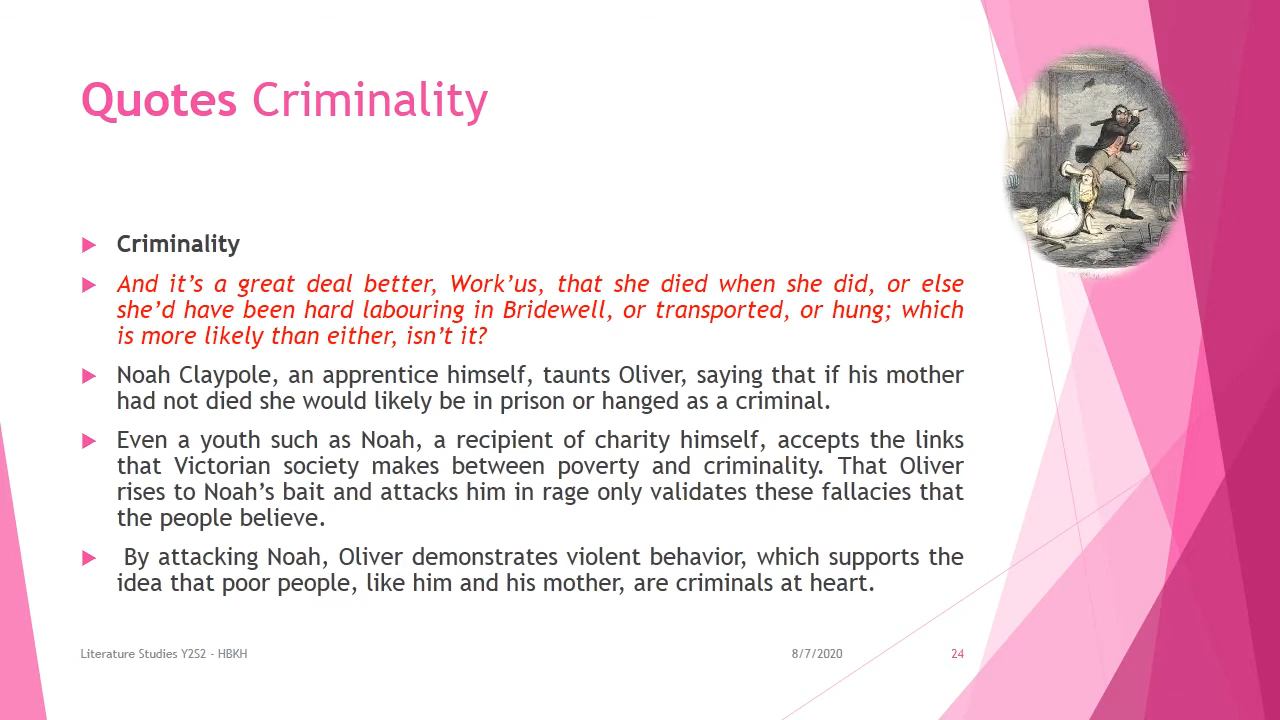 Quotes Criminality
Criminality
And it’s a great deal better, Work’us, that she died when she did, or else
she’d have been hard labouring in Bridewell, or transported, or hung; which
is more likely than either, isn’t it?
Noah Claypole, an apprentice himself, taunts Oliver, saying that if his mother
had not died she would likely be in prison or hanged as a criminal.
Even a youth such as Noah, a recipient of charity himself, accepts the links
that Victorian society makes between poverty and criminality. That Oliver
rises to Noah’s bait and attacks him in rage only validates these fallacies that
the people believe.
By attacking Noah, Oliver demonstrates violent behavior, which supports the
idea that poor people, like him and his mother, are criminals at heart.
Literature Studies Y2S2 - HBKH
8/7/2020
24